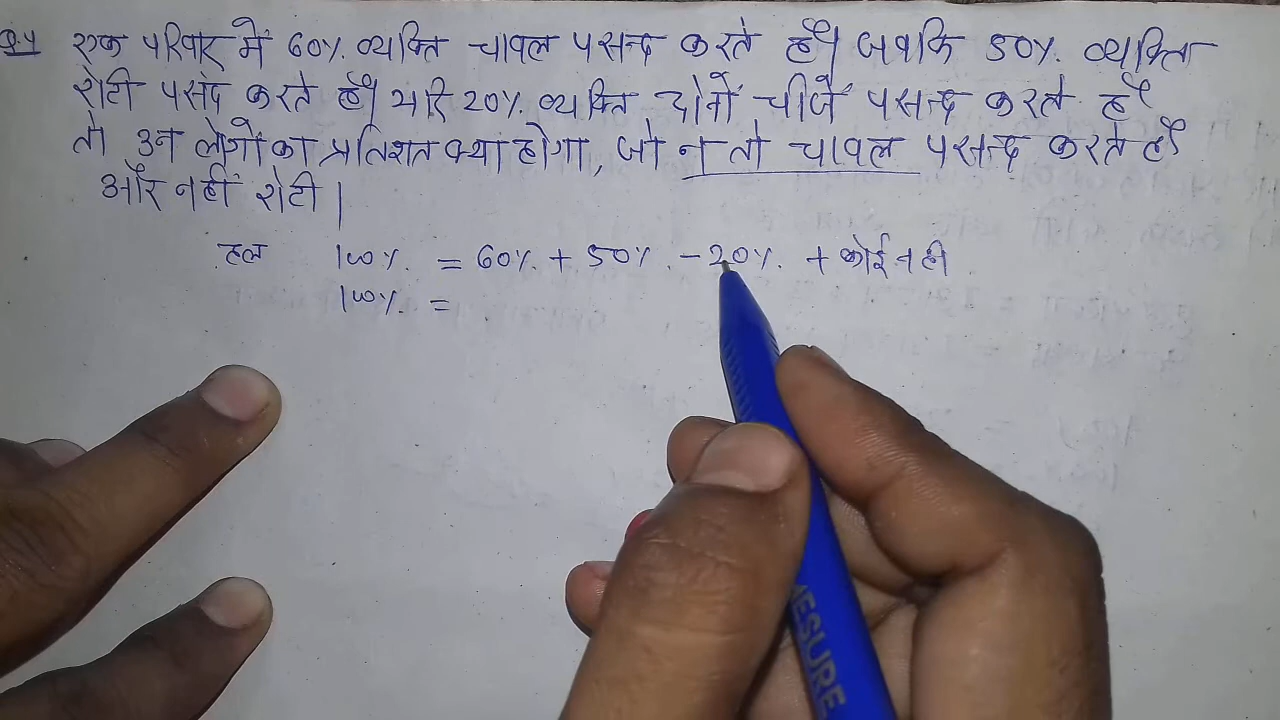 Q.4 एक परिवार में 60% व्यक्ति चावल पसन्द करते हैं। जबकि 50% व्यक्ति
रोटी पसंद करते हैं। यदि 20% व्यक्ति दोनों चीजें पसन्द करते हैं
तो उन लोगों का प्रतिशत क्या होगा, जो न तो चावल पसन्द करते हैं
और नहीं रोटी।
हल 100% = 60% + 50% - 20% + कोई नही
100% =
MESURE